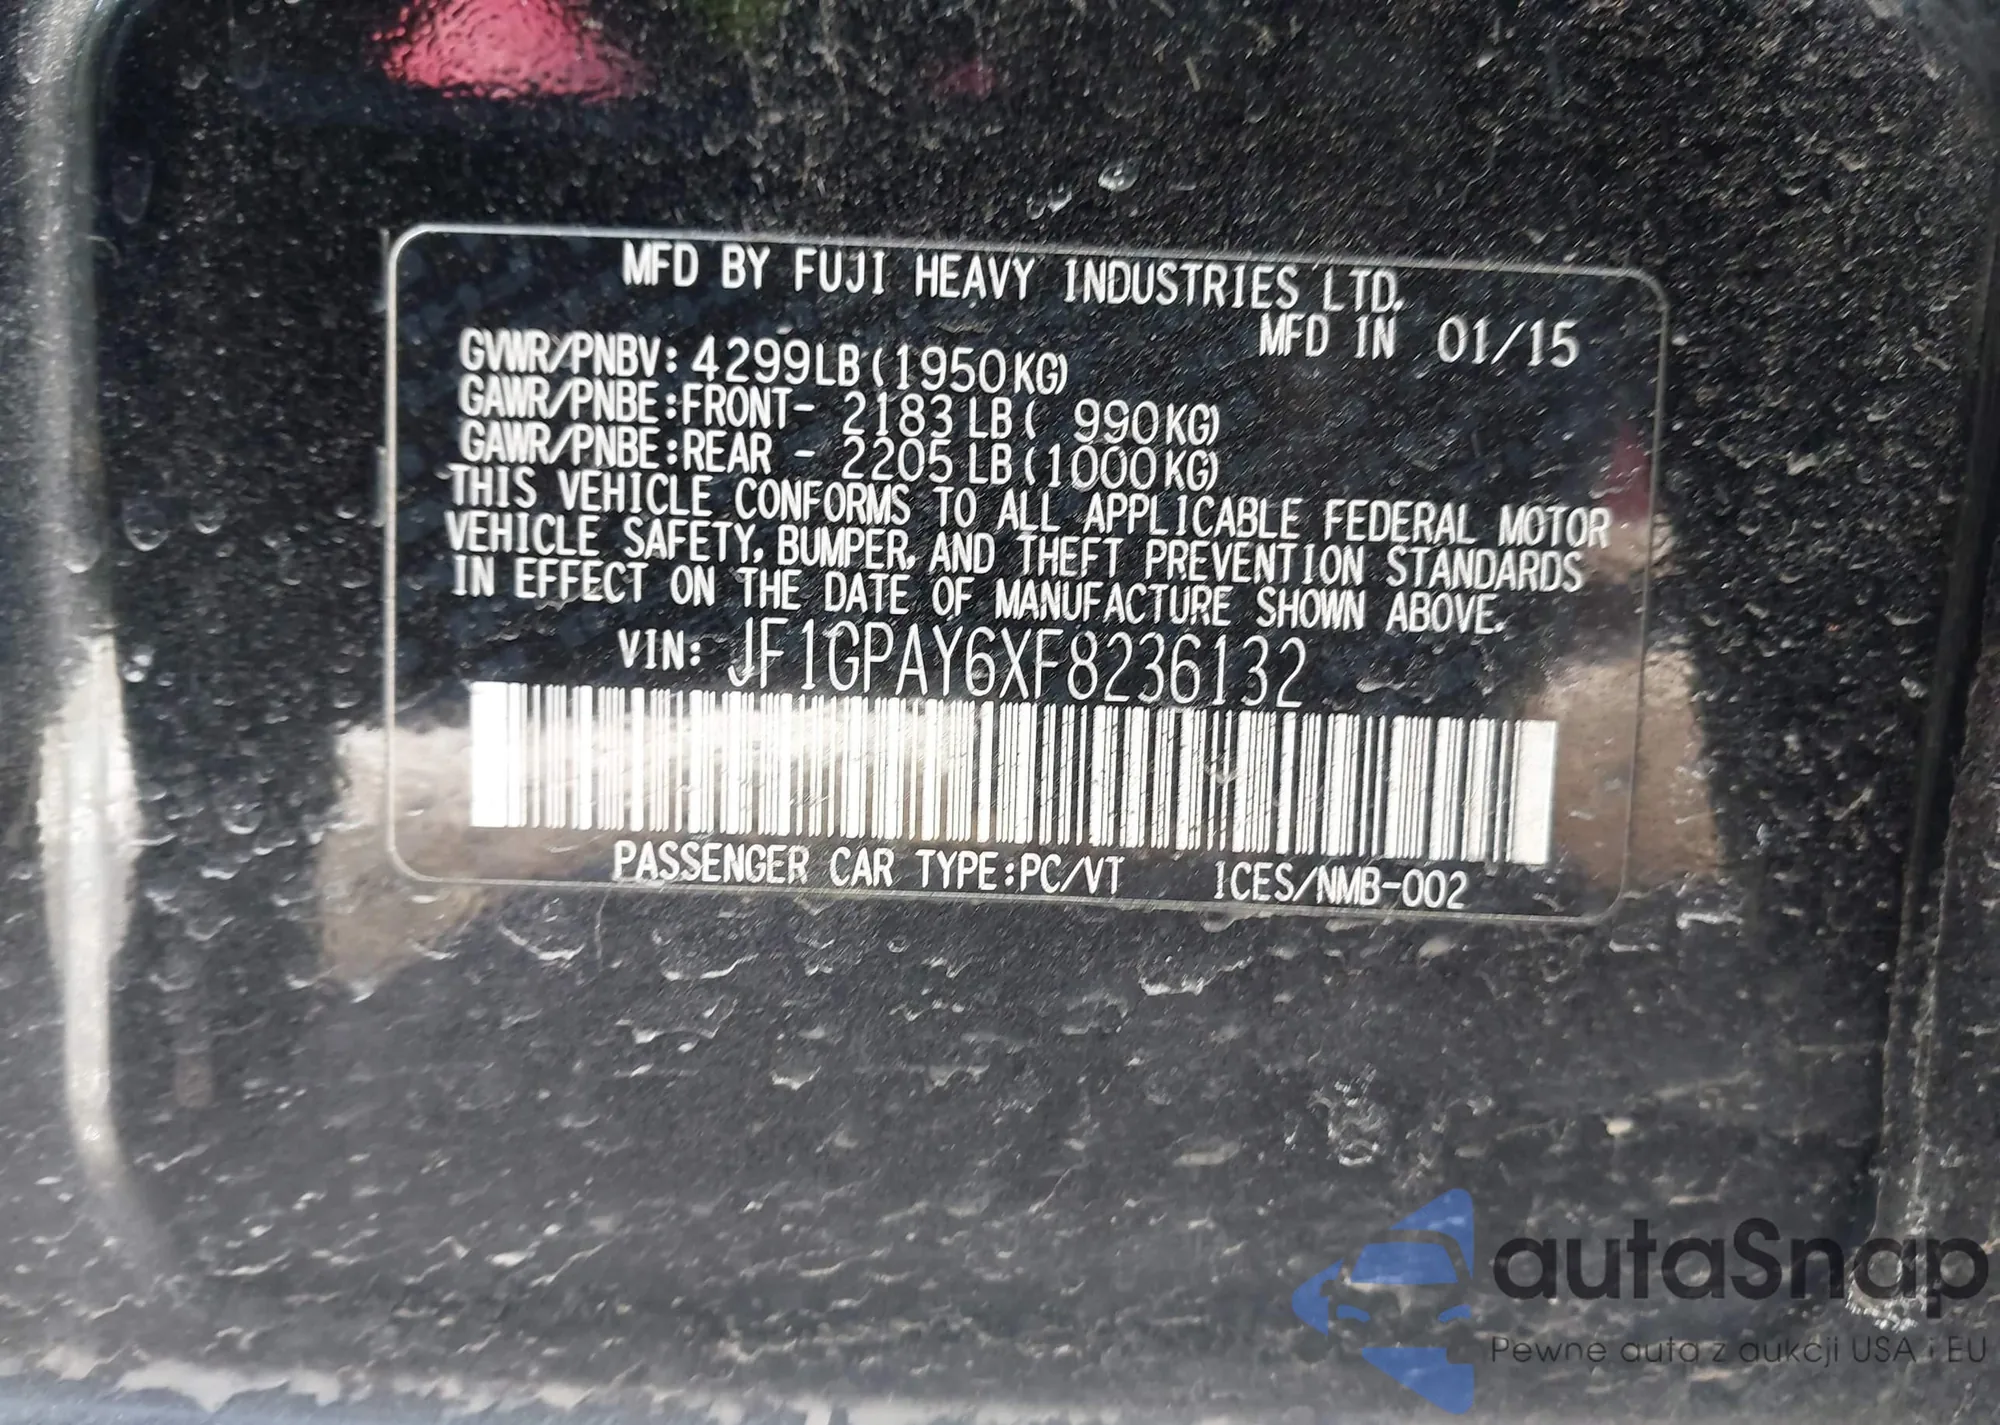 MFD BY FUJI HEAVY INDUSTRIES LTD.
MFD IN 01/15
GVWR/PNBV: 4299LB (1950KG)
GAWR/PNBE:FRONT- 2183 LB ( 990KG)
GAWR/PNBE:REAR - 2205 LB (1000KG)
THIS VEHICLE CONFORMS TO ALL APPLICABLE FEDERAL MOTOR
VEHICLE SAFETY, BUMPER, AND THEFT PREVENTION STANDARDS
IN EFFECT ON THE DATE OF MANUFACTURE SHOWN ABOVE.
VIN: JF1GPAY6XF8236132
PASSENGER CAR TYPE:PC/VT ICES/NMB-002
autaSnap
Pewne auta z aukcji USA i EU